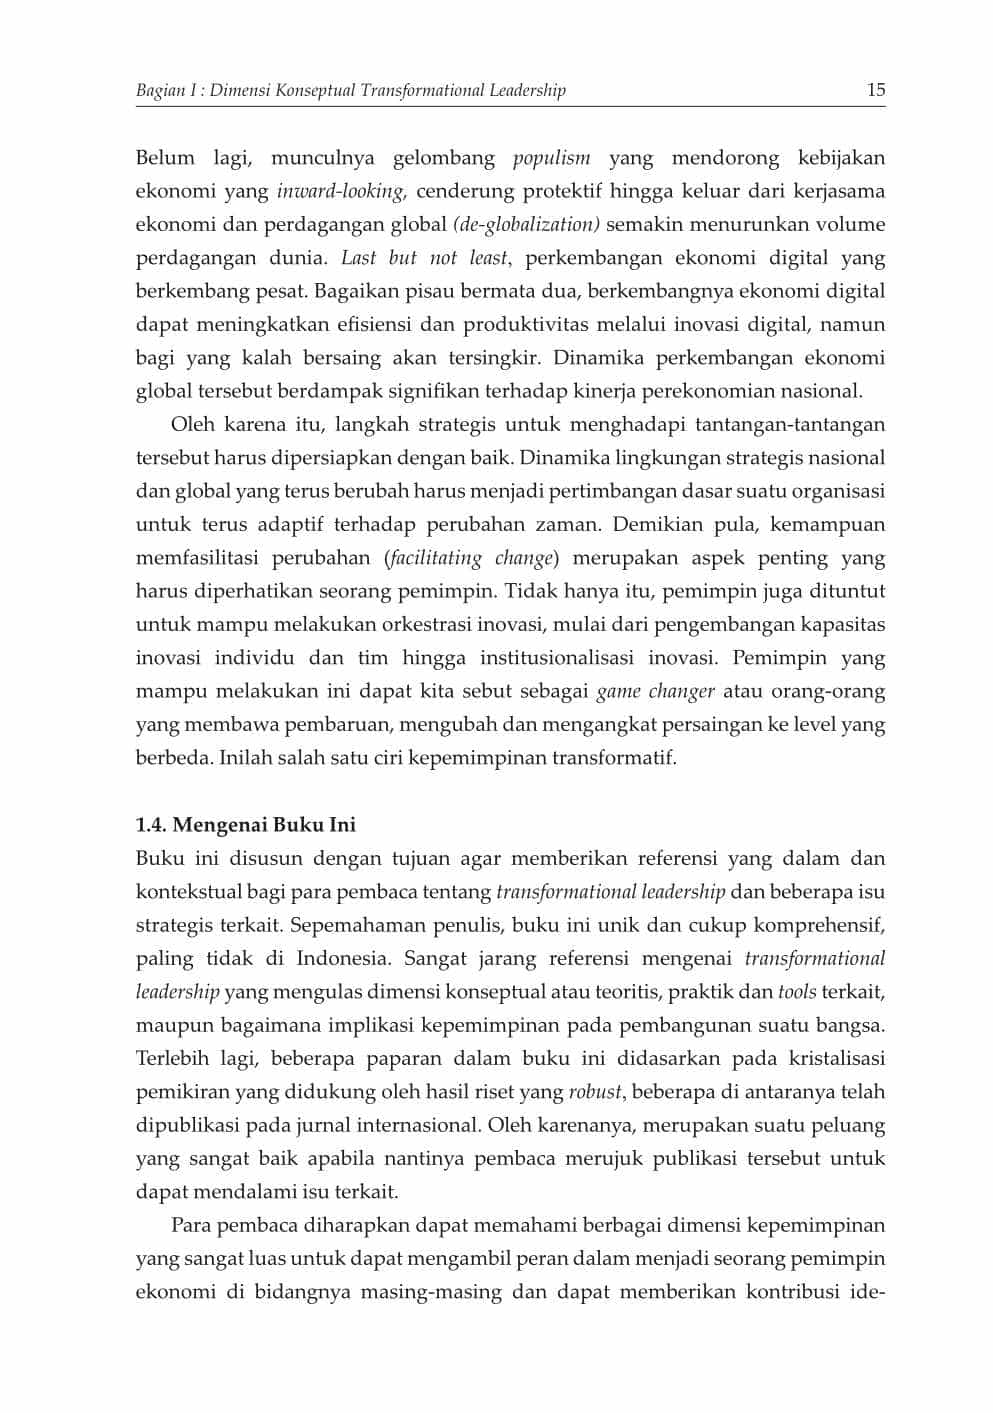 Bagian I : Dimensi Konseptual Transformational Leadership 15
Belum lagi, munculnya gelombang populism yang mendorong kebijakan
ekonomi yang inward-looking, cenderung protektif hingga keluar dari kerjasama
ekonomi dan perdagangan global (de-globalization) semakin menurunkan volume
perdagangan dunia. Last but not least, perkembangan ekonomi digital yang
berkembang pesat. Bagaikan pisau bermata dua, berkembangnya ekonomi digital
dapat meningkatkan efisiensi dan produktivitas melalui inovasi digital, namun
bagi yang kalah bersaing akan tersingkir. Dinamika perkembangan ekonomi
global tersebut berdampak signifikan terhadap kinerja perekonomian nasional.
Oleh karena itu, langkah strategis untuk menghadapi tantangan-tantangan
tersebut harus dipersiapkan dengan baik. Dinamika lingkungan strategis nasional
dan global yang terus berubah harus menjadi pertimbangan dasar suatu organisasi
untuk terus adaptif terhadap perubahan zaman. Demikian pula, kemampuan
memfasilitasi perubahan (facilitating change) merupakan aspek penting yang
harus diperhatikan seorang pemimpin. Tidak hanya itu, pemimpin juga dituntut
untuk mampu melakukan orkestrasi inovasi, mulai dari pengembangan kapasitas
inovasi individu dan tim hingga institusionalisasi inovasi. Pemimpin yang
mampu melakukan ini dapat kita sebut sebagai game changer atau orang-orang
yang membawa pembaruan, mengubah dan mengangkat persaingan ke level yang
berbeda. Inilah salah satu ciri kepemimpinan transformatif.
1.4. Mengenai Buku Ini
Buku ini disusun dengan tujuan agar memberikan referensi yang dalam dan
kontekstual bagi para pembaca tentang transformational leadership dan beberapa isu
strategis terkait. Sepemahaman penulis, buku ini unik dan cukup komprehensif,
paling tidak di Indonesia. Sangat jarang referensi mengenai transformational
leadership yang mengulas dimensi konseptual atau teoritis, praktik dan tools terkait,
maupun bagaimana implikasi kepemimpinan pada pembangunan suatu bangsa.
Terlebih lagi, beberapa paparan dalam buku ini didasarkan pada kristalisasi
pemikiran yang didukung oleh hasil riset yang robust, beberapa di antaranya telah
dipublikasi pada jurnal internasional. Oleh karenanya, merupakan suatu peluang
yang sangat baik apabila nantinya pembaca merujuk publikasi tersebut untuk
dapat mendalami isu terkait.
Para pembaca diharapkan dapat memahami berbagai dimensi kepemimpinan
yang sangat luas untuk dapat mengambil peran dalam menjadi seorang pemimpin
ekonomi di bidangnya masing-masing dan dapat memberikan kontribusi ide-